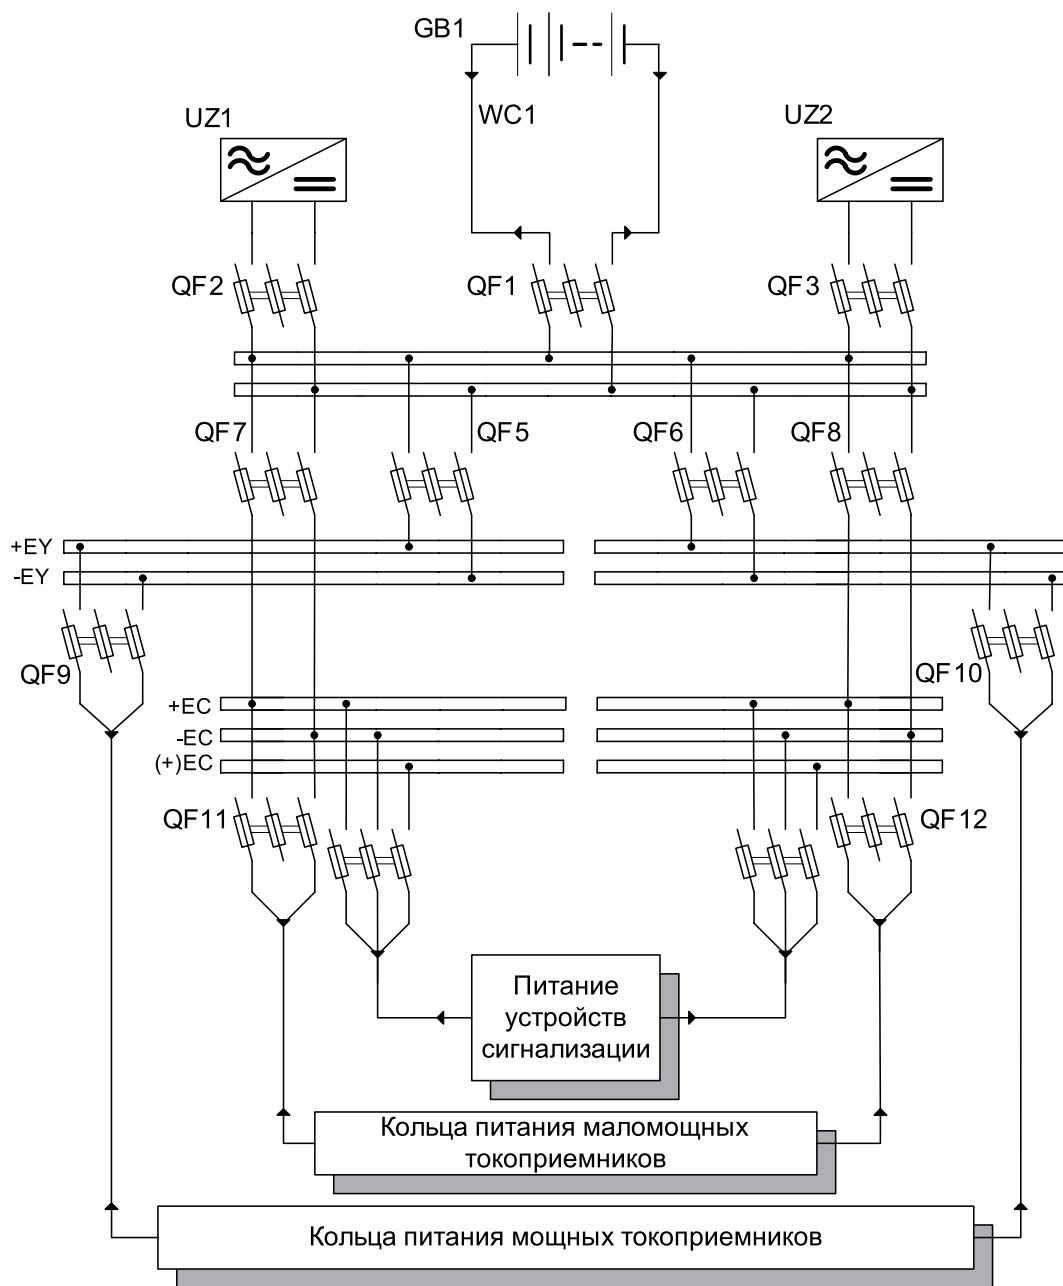 GB1
WC1
UZ1
UZ2
QF2
QF1
QF3
QF7
QF5
QF6
QF8
+EY
-EY
QF9
QF10
+EC
-EC
(+)EC
QF11
QF12
Питание
устройств
сигнализации
Кольца питания маломощных
токоприемников
Кольца питания мощных токоприемников